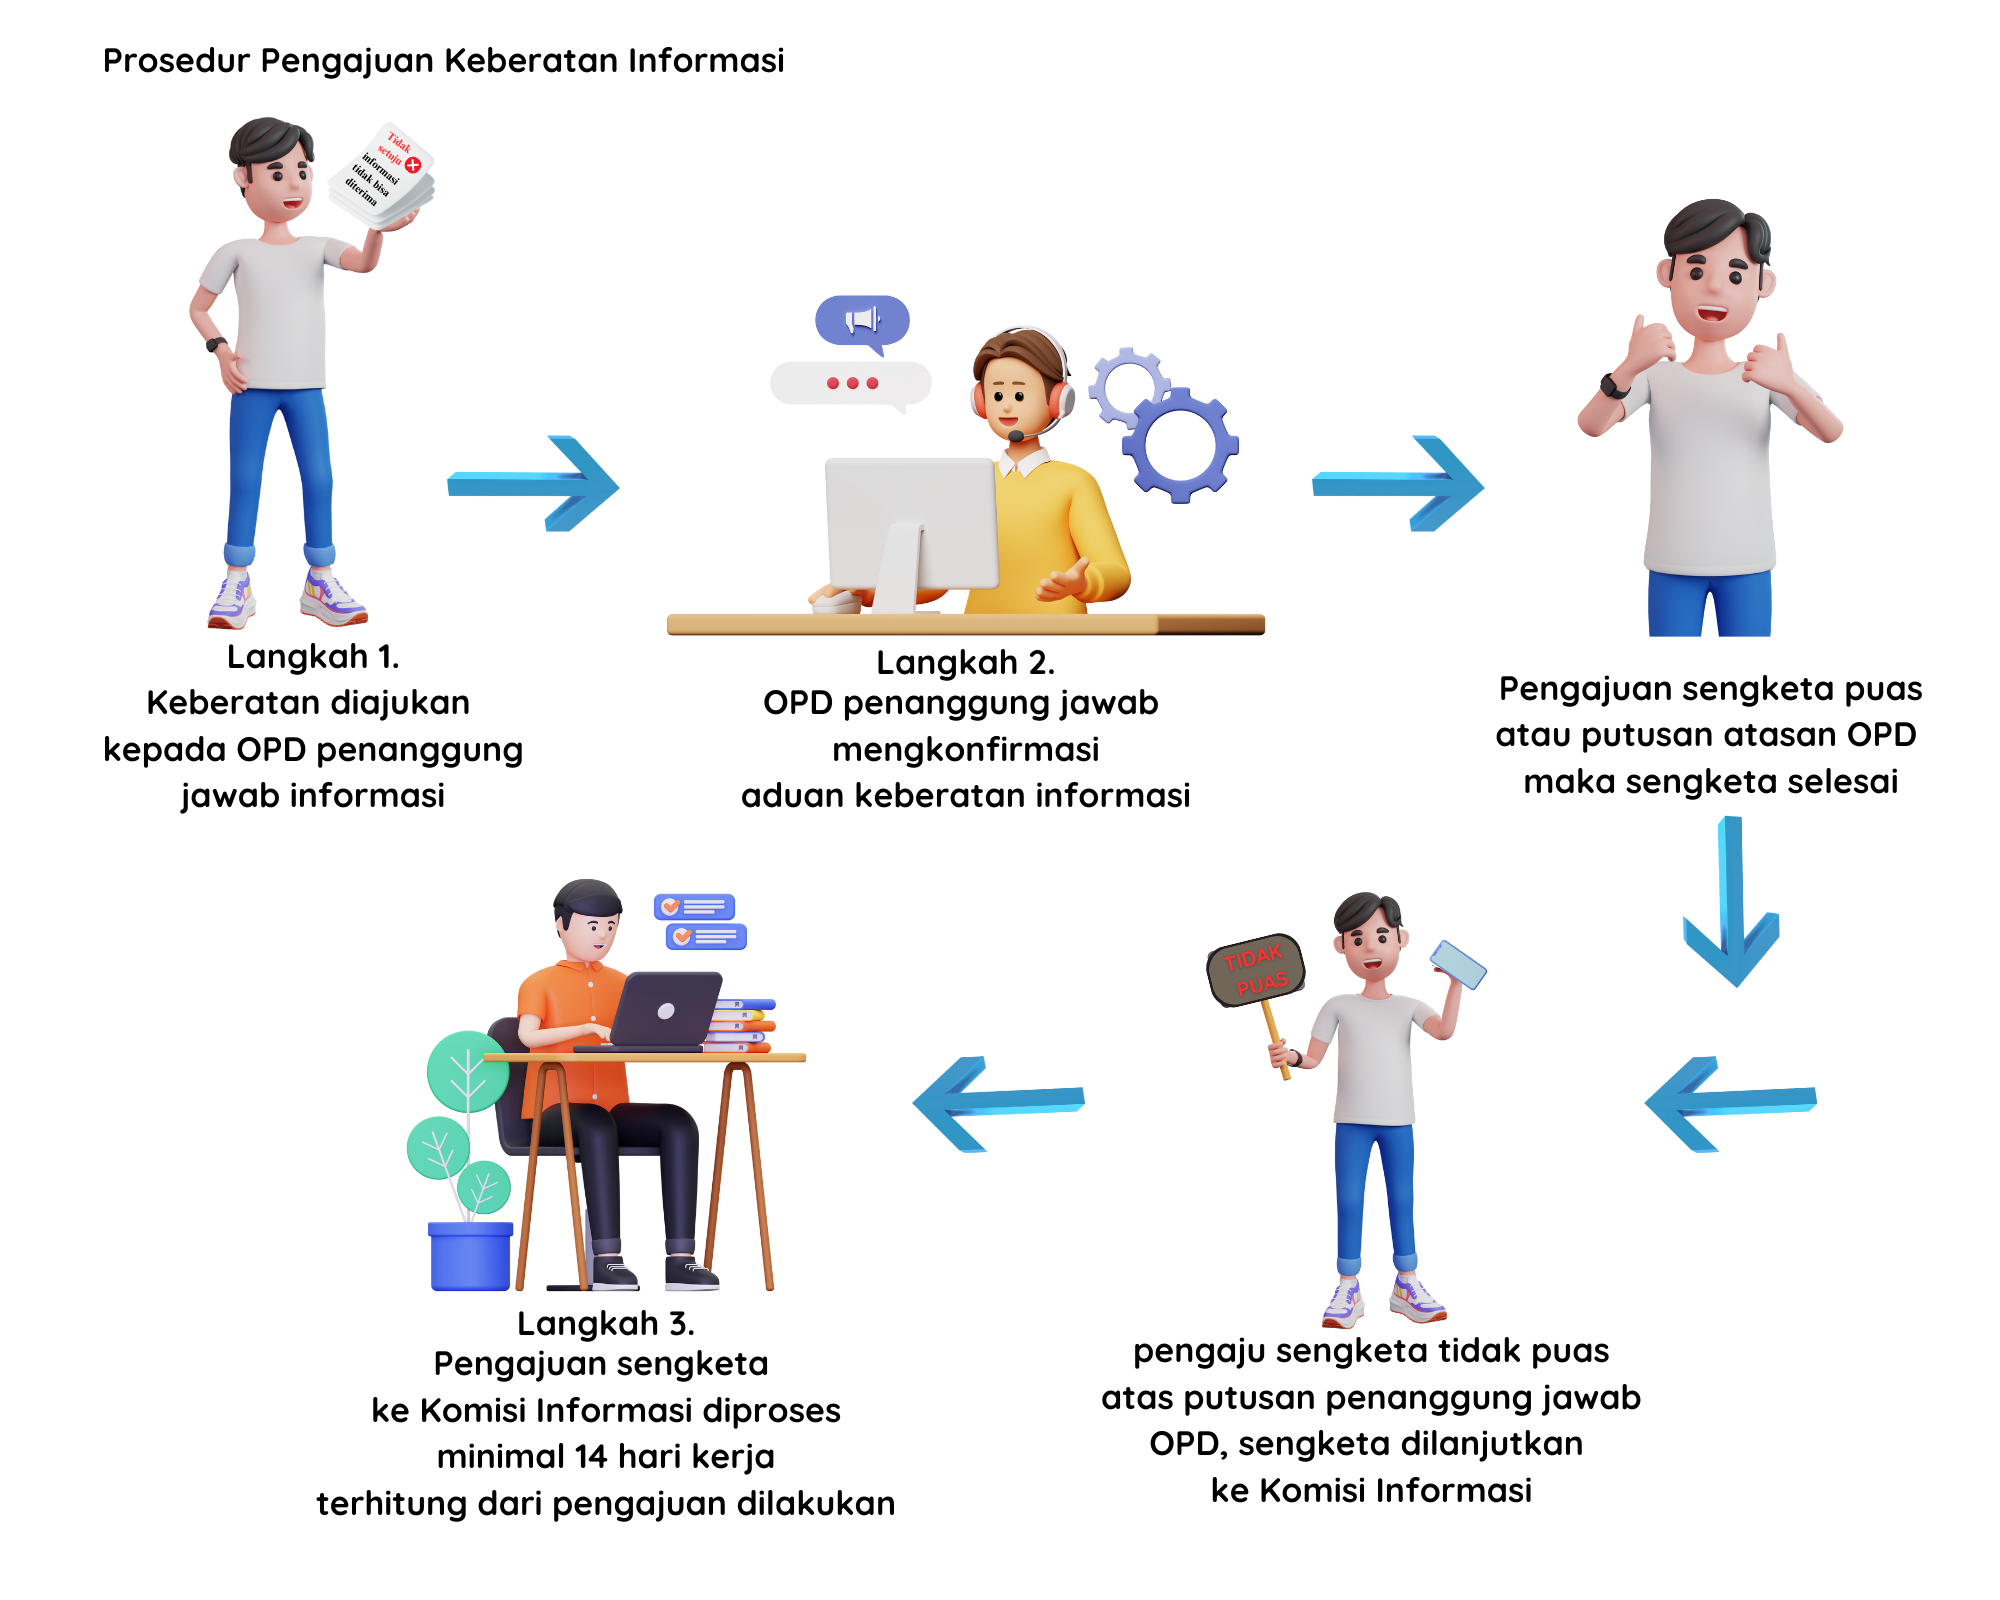 Prosedur Pengajuan Keberatan Informasi
Tidak
setuju
informasi
tidak bisa
diterima
Langkah 1.
Keberatan diajukan
kepada OPD penanggung
jawab informasi
Langkah 2.
OPD penanggung jawab
mengkonfirmasi
aduan keberatan informasi
Pengajuan sengketa puas
atau putusan atasan OPD
maka sengketa selesai
TIDAK
PUAS
pengaju sengketa tidak puas
atas putusan penanggung jawab
OPD, sengketa dilanjutkan
ke Komisi Informasi
Langkah 3.
Pengajuan sengketa
ke Komisi Informasi diproses
minimal 14 hari kerja
terhitung dari pengajuan dilakukan